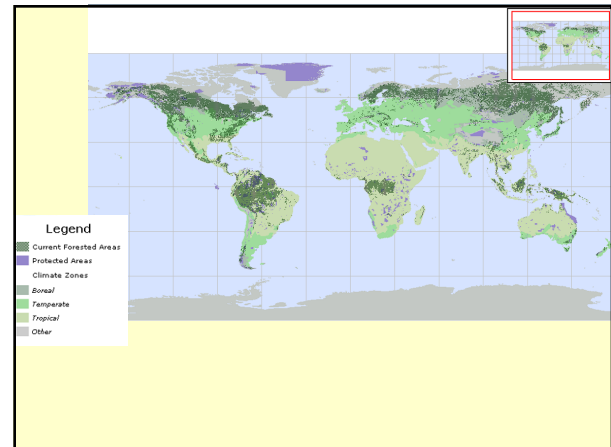 Legend
Current Forested Areas
Protected Areas
Climate Zones
Boreal
Temperate
Tropical
Other